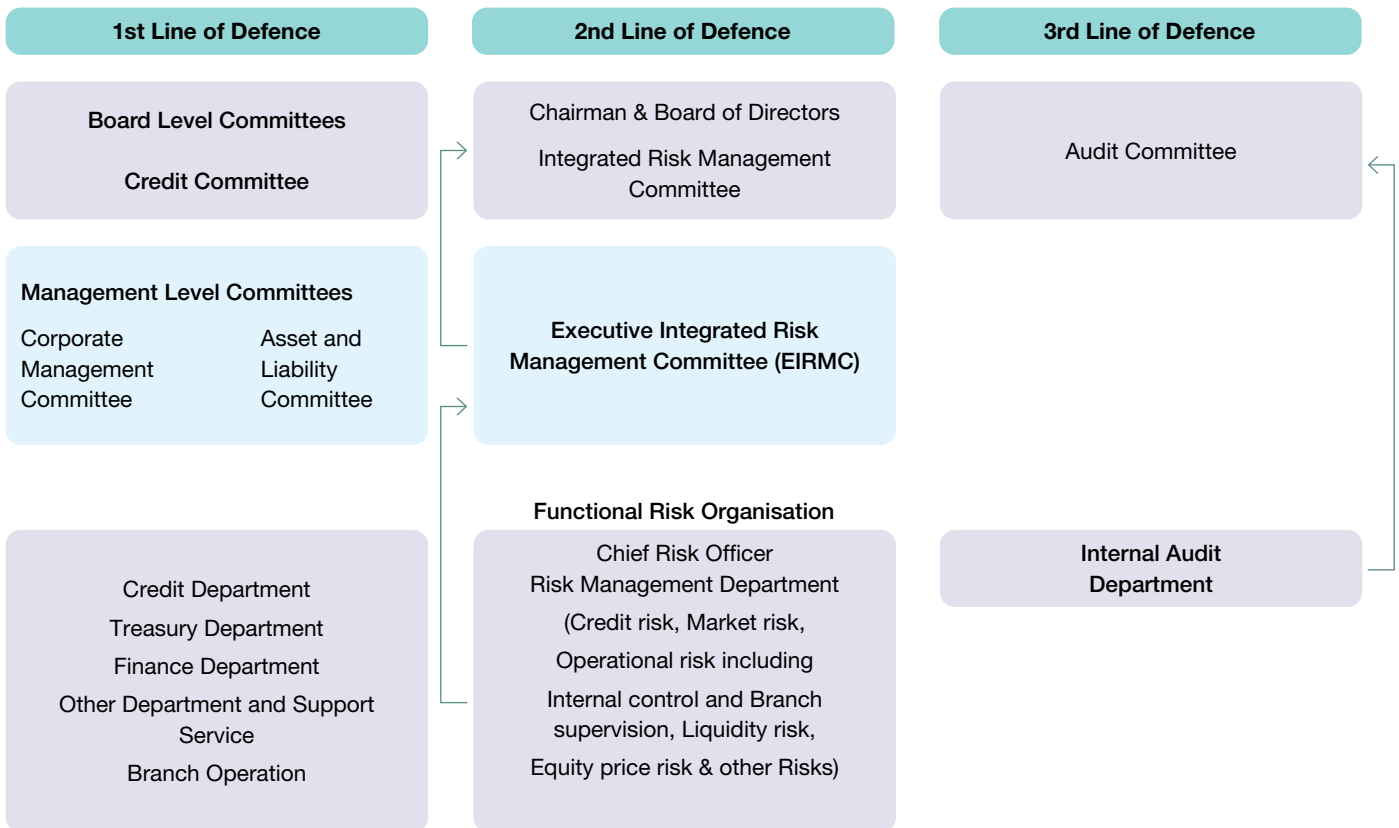 1st Line of Defence
2nd Line of Defence
3rd Line of Defence
Board Level Committees
Credit Committee
Chairman & Board of Directors
Integrated Risk Management
Committee
Audit Committee
Management Level Committees
Corporate
Management
Committee
Asset and
Liability
Committee
Executive Integrated Risk
Management Committee (EIRMC)
Credit Department
Treasury Department
Finance Department
Other Department and Support
Service
Branch Operation
Functional Risk Organisation
Chief Risk Officer
Risk Management Department
(Credit risk, Market risk,
Operational risk including
Internal control and Branch
supervision, Liquidity risk,
Equity price risk & other Risks)
Internal Audit
Department